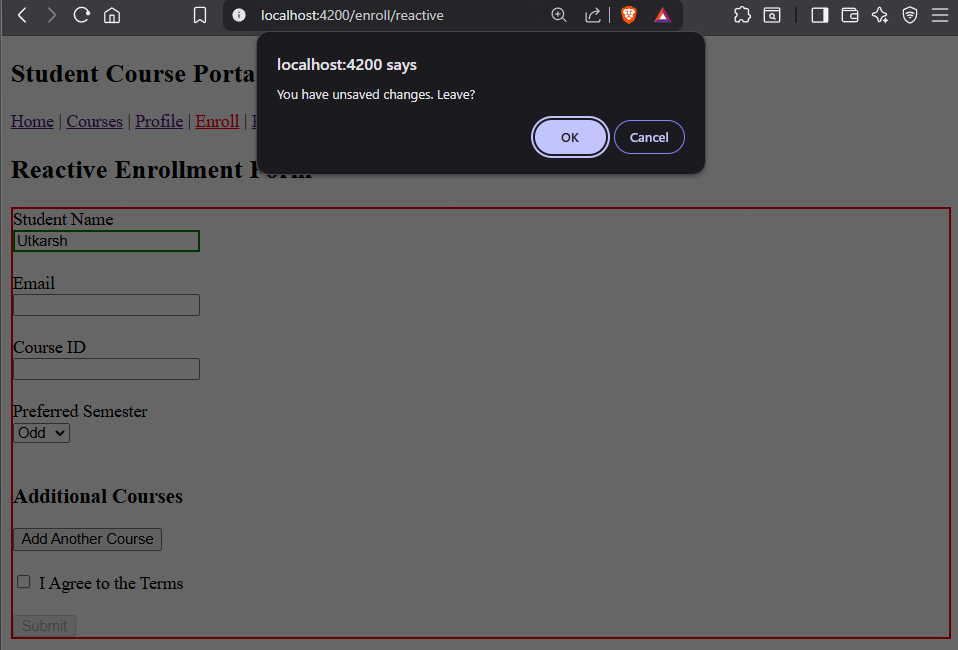 localhost:4200/enroll/reactive
localhost:4200 says
You have unsaved changes. Leave?
OK Cancel
Student Course Porta
Home | Courses | Profile | Enroll |
Reactive Enrollment Form
Student Name
Utkarsh
Email
Course ID
Preferred Semester
Odd
Additional Courses
Add Another Course
I Agree to the Terms
Submit